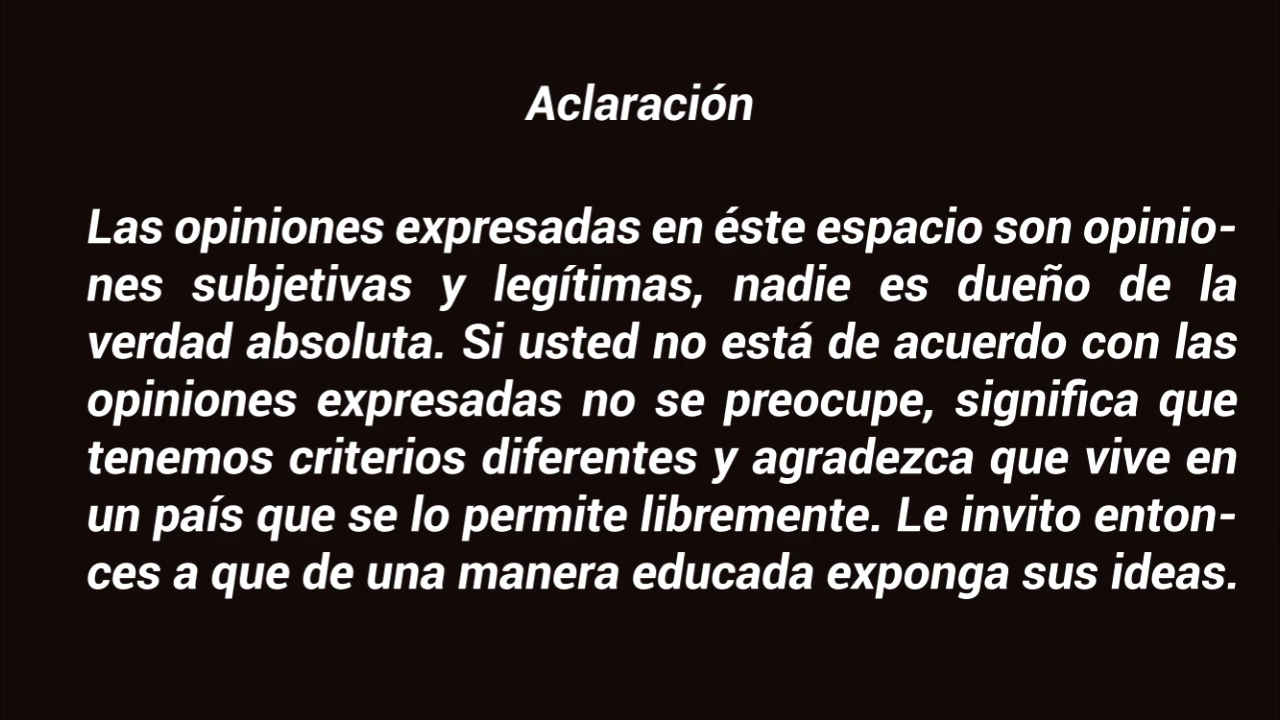 Aclaración
Las opiniones expresadas en éste espacio son opinio-
nes subjetivas y legítimas, nadie es dueño de la
verdad absoluta. Si usted no está de acuerdo con las
opiniones expresadas no se preocupe, significa que
tenemos criterios diferentes y agradezca que vive en
un país que se lo permite libremente. Le invito enton-
ces a que de una manera educada exponga sus ideas.